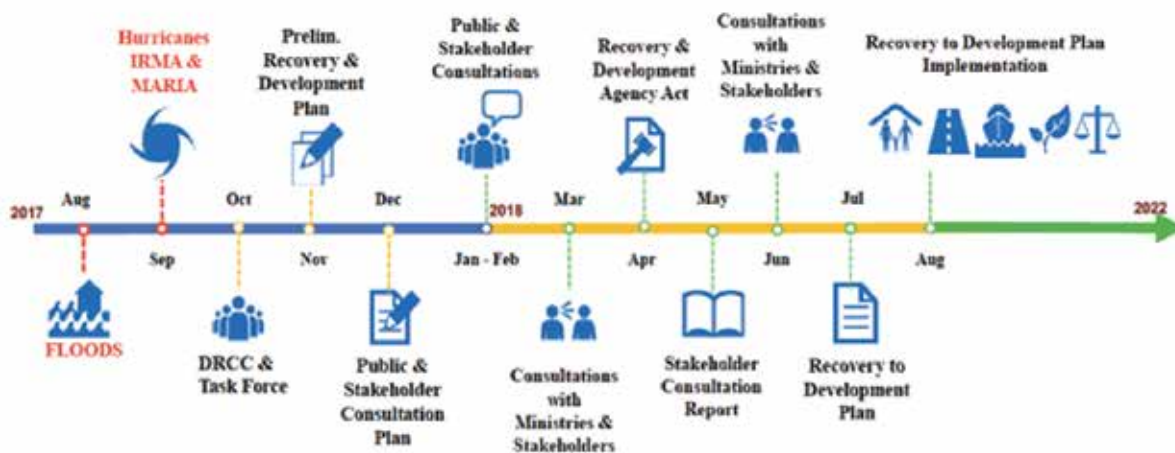 Hurricanes
IRMA &
MARIA
Prelim.
Recovery &
Development
Plan
Public &
Stakeholder
Consultations
Recovery &
Development
Agency Act
Consultations
with
Ministries &
Stakeholders
Recovery to Development Plan
Implementation
2017
Aug
Oct
Dec
2018
Mar
May
Jul
2022
Sep
Nov
Jan - Feb
Apr
Jun
Aug
FLOODS
DRCC &
Task Force
Public &
Stakeholder
Consultation
Plan
Consultations
with
Ministries &
Stakeholders
Stakeholder
Consultation
Report
Recovery to
Development
Plan